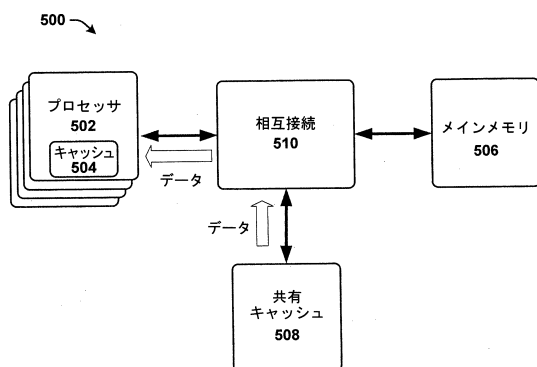 500
プロセッサ
502
キャッシュ
504
データ
相互接続
510
メインメモリ
506
データ
共有
キャッシュ
508